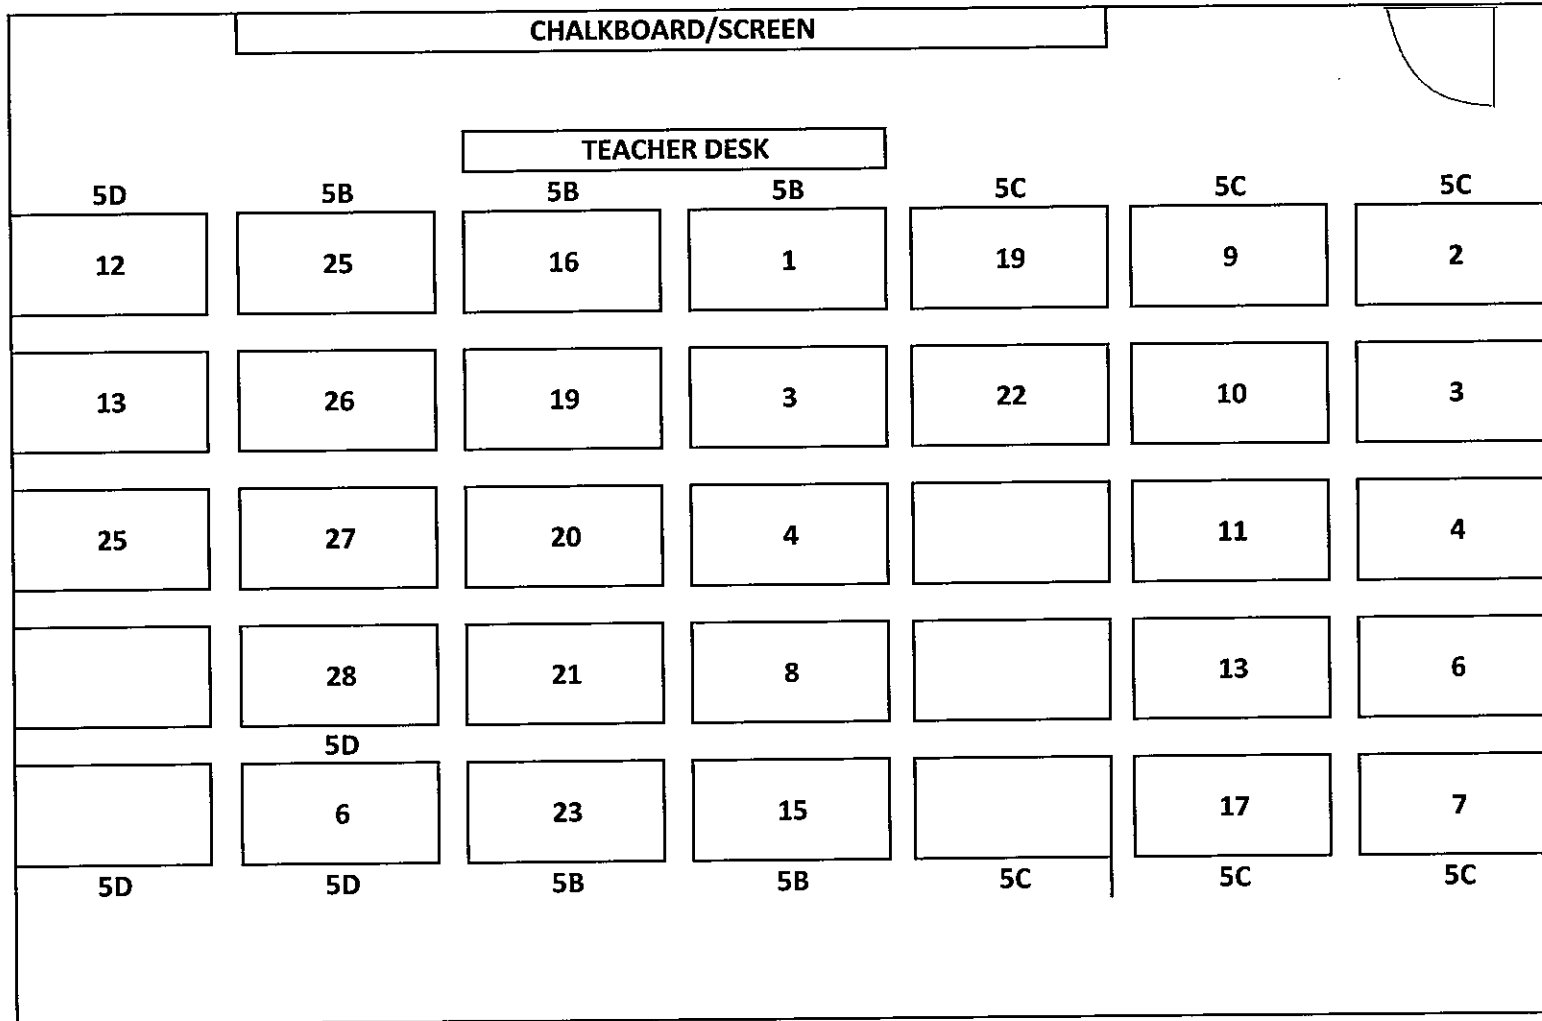 CHALKBOARD/SCREEN
TEACHER DESK
5D 5B 5B 5B 5C 5C 5C
12 25 16 1 19 9 2
13 26 19 3 22 10 3
25 27 20 4 11 4
28 21 8 13 6
5D
6 23 15 17 7
5D 5D 5B 5B 5C 5C 5C